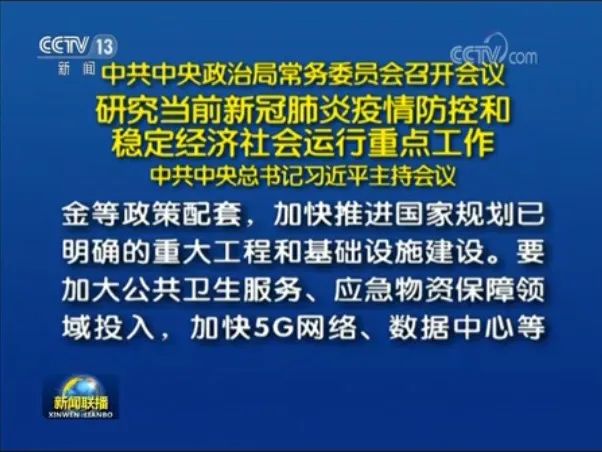 CCTV 13
新闻
CCTV.com
中共中央政治局常务委员会召开会议
研究当前新冠肺炎疫情防控和
稳定经济社会运行重点工作
中共中央总书记习近平主持会议
金等政策配套，加快推进国家规划已
明确的重大工程和基础设施建设。要
加大公共卫生服务、应急物资保障领
域投入，加快5G网络、数据中心等
新闻联播
XINWEN LIANBO